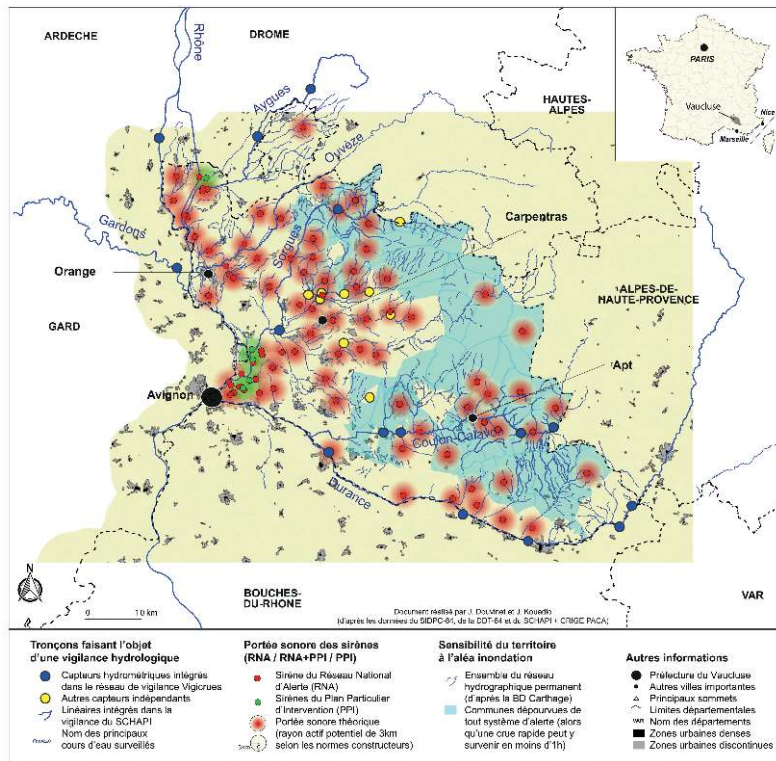 ARDECHE
DROME
Rhône
PARIS
Vaucluse
Nice
Marseille
HAUTES-
ALPES
Aygues
Ouvèze
Gardons
Sorgues
Carpentras
Orange
ALPES-DE-
HAUTE-PROVENCE
GARD
Apt
Avignon
Coulon-Calavon
Durance
N
0 10 km
BOUCHES-
DU-RHONE
VAR
Document réalisé par J. Douvinet et J. Kouadio
(d'après les données du SIDPC-84, de la DDT-84 et du SCHAPI + CRIGE PACA)
Tronçons faisant l'objet
d'une vigilance hydrologique
Capteurs hydrométriques intégrés
dans le réseau de vigilance Vigicrues
Autres capteurs indépendants
Linéaires intégrés dans la
vigilance du SCHAPI
Nom des principaux
cours d'eau surveillés
Portée sonore des sirènes
(RNA / RNA+PPI / PPI)
Sirène du Réseau National
d'Alerte (RNA)
Sirènes du Plan Particulier
d'Intervention (PPI)
Portée sonore théorique
(rayon actif potentiel de 3km
selon les normes constructeurs)
3km
Sensibilité du territoire
à l'aléa inondation
Ensemble du réseau
hydrographique permanent
(d'après la BD Carthage)
Communes dépourvues de
tout système d'alerte (alors
qu'une crue rapide peut y
survenir en moins d'1h)
Autres informations
Préfecture du Vaucluse
Autres villes importantes
Principaux sommets
Limites départementales
VAR Nom des départements
Zones urbaines denses
Zones urbaines discontinues